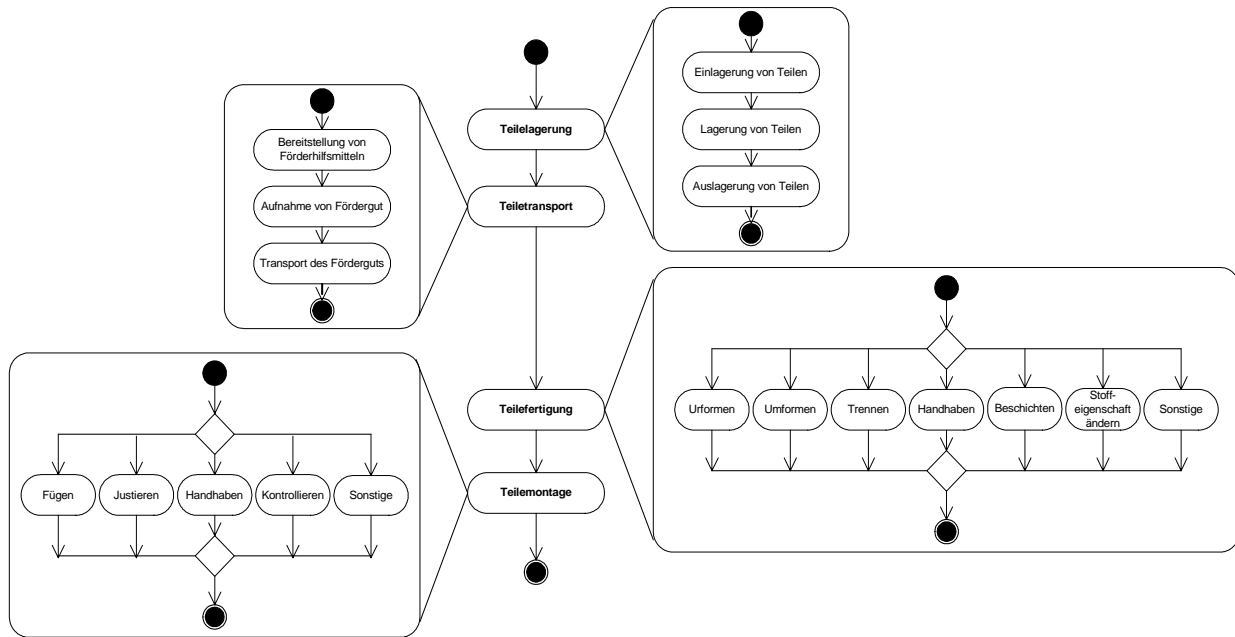 Einlagerung von Teilen
Lagerung von Teilen
Auslagerung von Teilen
Teilelagerung
Teiletransport
Bereitstellung von
Förderhilfsmitteln
Aufnahme von Fördergut
Transport des Förderguts
Teilefertigung
Teilemontage
Urformen
Umformen
Trennen
Handhaben
Beschichten
Stoff-
eigenschaft
ändern
Sonstige
Fügen
Justieren
Handhaben
Kontrollieren
Sonstige